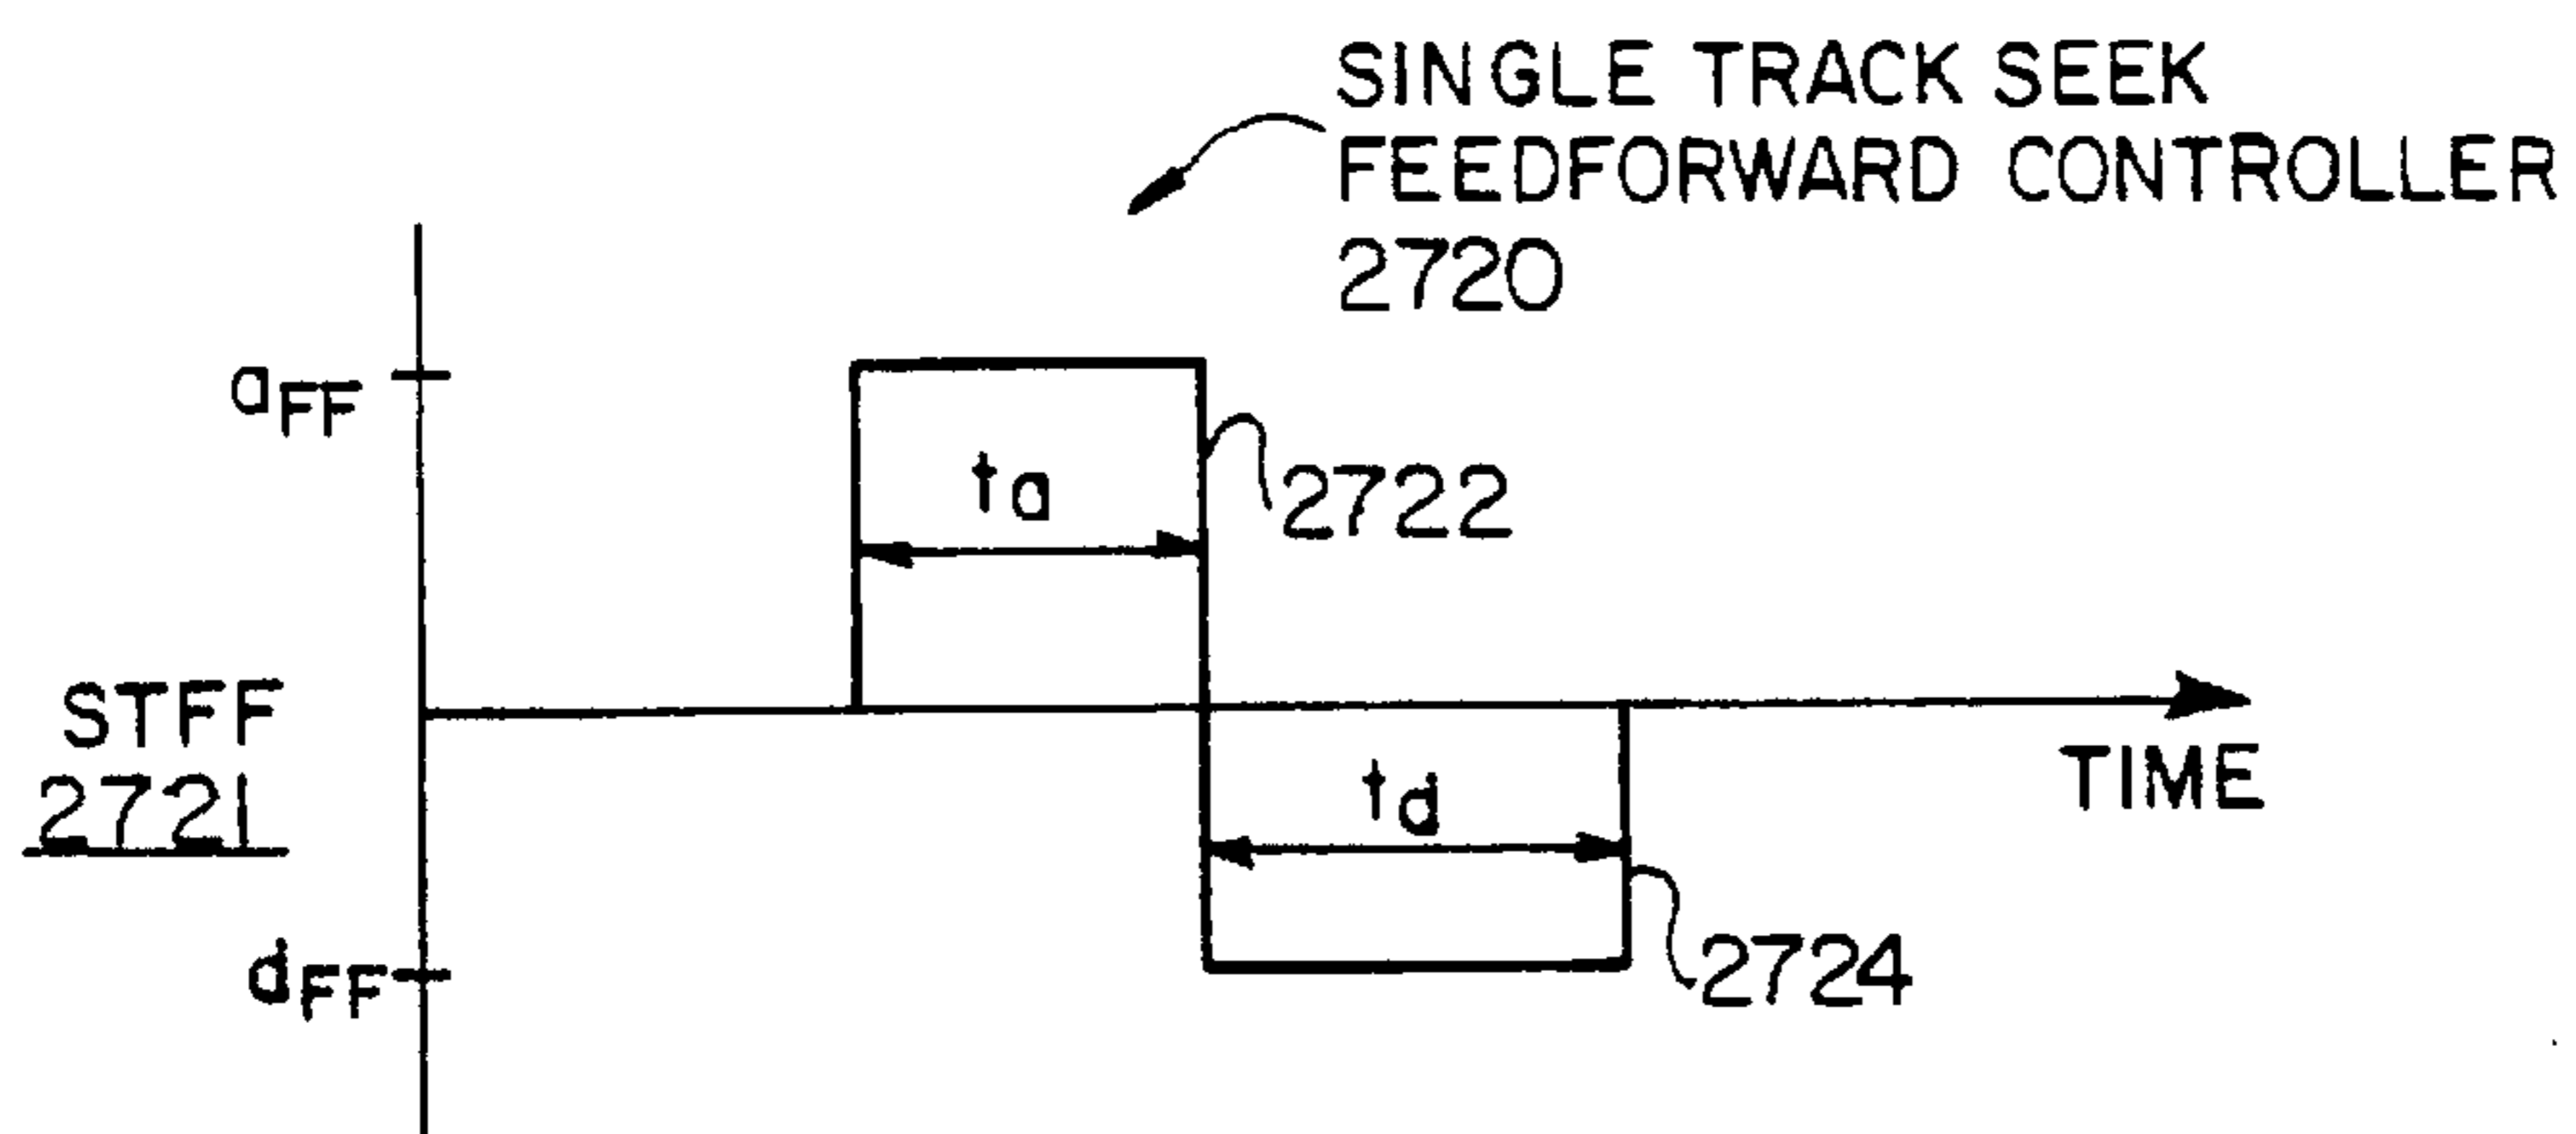 SINGLE TRACK SEEK
FEEDFORWARD CONTROLLER
2720
aFF
ta
2722
STFF
2721
TIME
td
dFF
2724